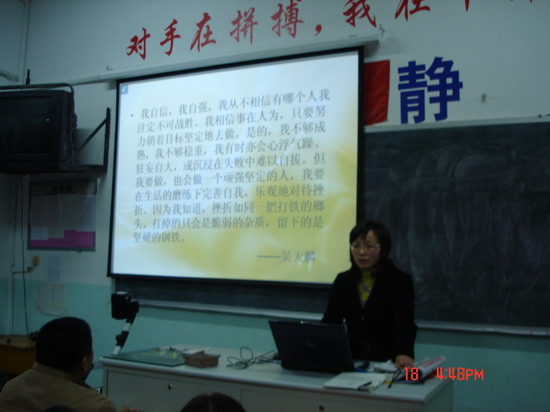 对手在拼搏，我在
静
• 我自信，我自强，我从不相信有哪个人我
注定不可战胜。我相信事在人为，只要努
力朝着目标坚定地去做。是的，我不够成
熟，我不够稳重，我有时亦会心浮气躁、
狂妄自大，或沉浸在失败中难以自拔。但
我要做，也会做一个顽强坚定的人，我要
在生活的磨练下完善自我，乐观地对待挫
折。因为我知道，挫折如同一把打铁的榔
头，打掉的只会是脆弱的杂质，留下的是
坚硬的钢铁。
——吴天麟
18 4:48PM